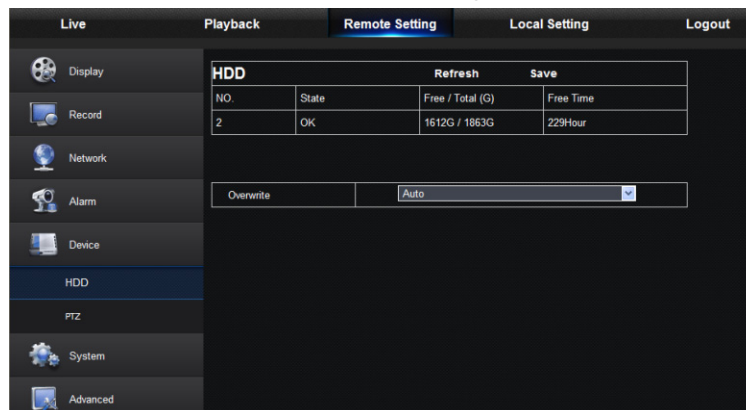 Live Playback Remote Setting Local Setting Logout
Display
Record
Network
Alarm
Device
HDD
PTZ
System
Advanced
HDD Refresh Save
NO. State Free / Total (G) Free Time
2 OK 1612G / 1863G 229Hour
Overwrite Auto